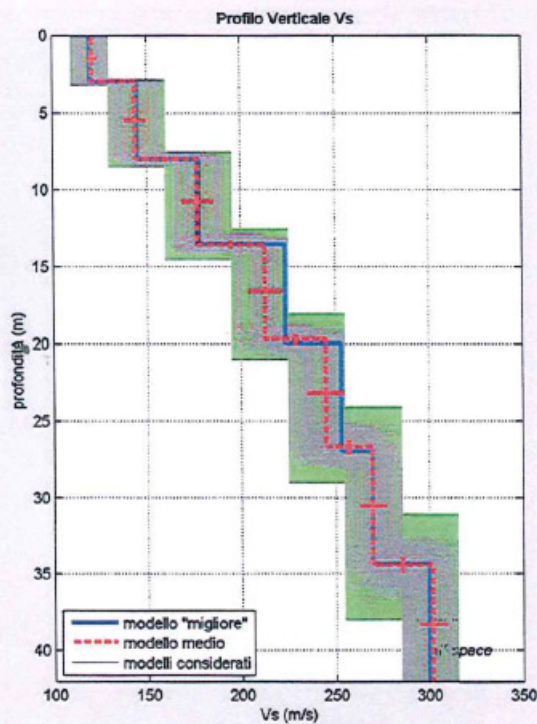 Profilo Verticale Vs
0
5
10
15
20
25
30
35
40
profondità (m)
modello "migliore"
modello medio
modelli considerati
space
100 150 200 250 300 350
Vs (m/s)